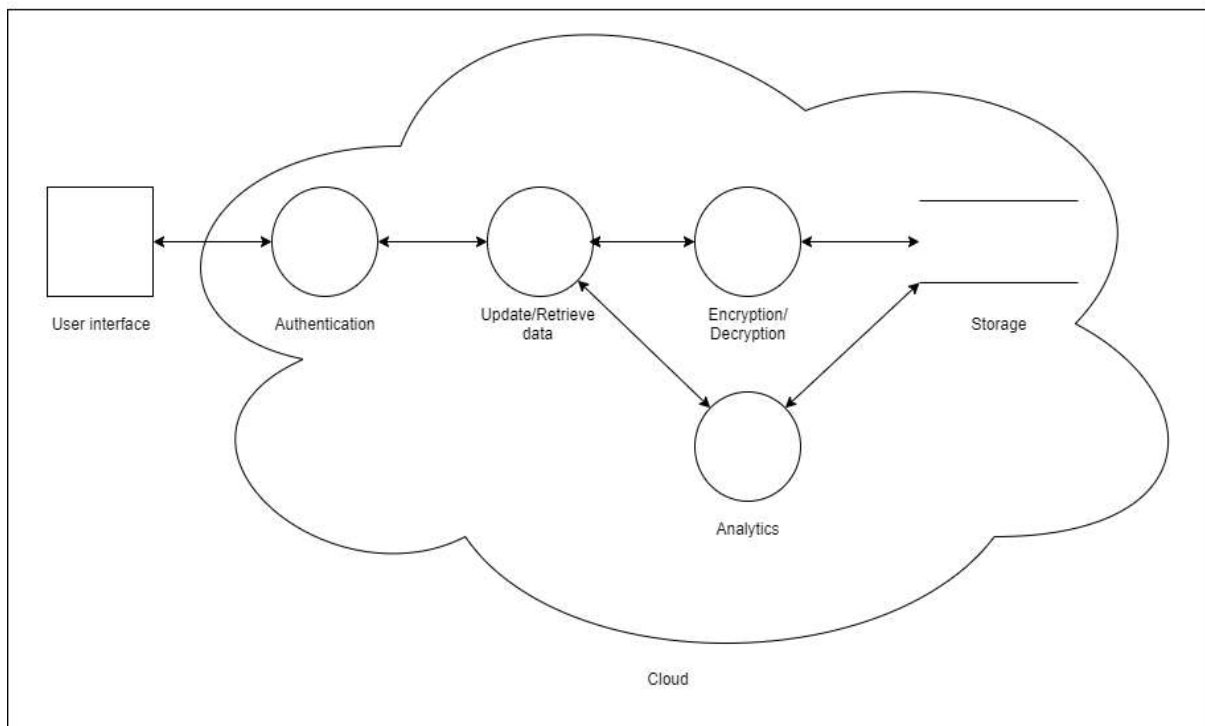 User interface
Authentication
Update/Retrieve
data
Encryption/
Decryption
Storage
Analytics
Cloud